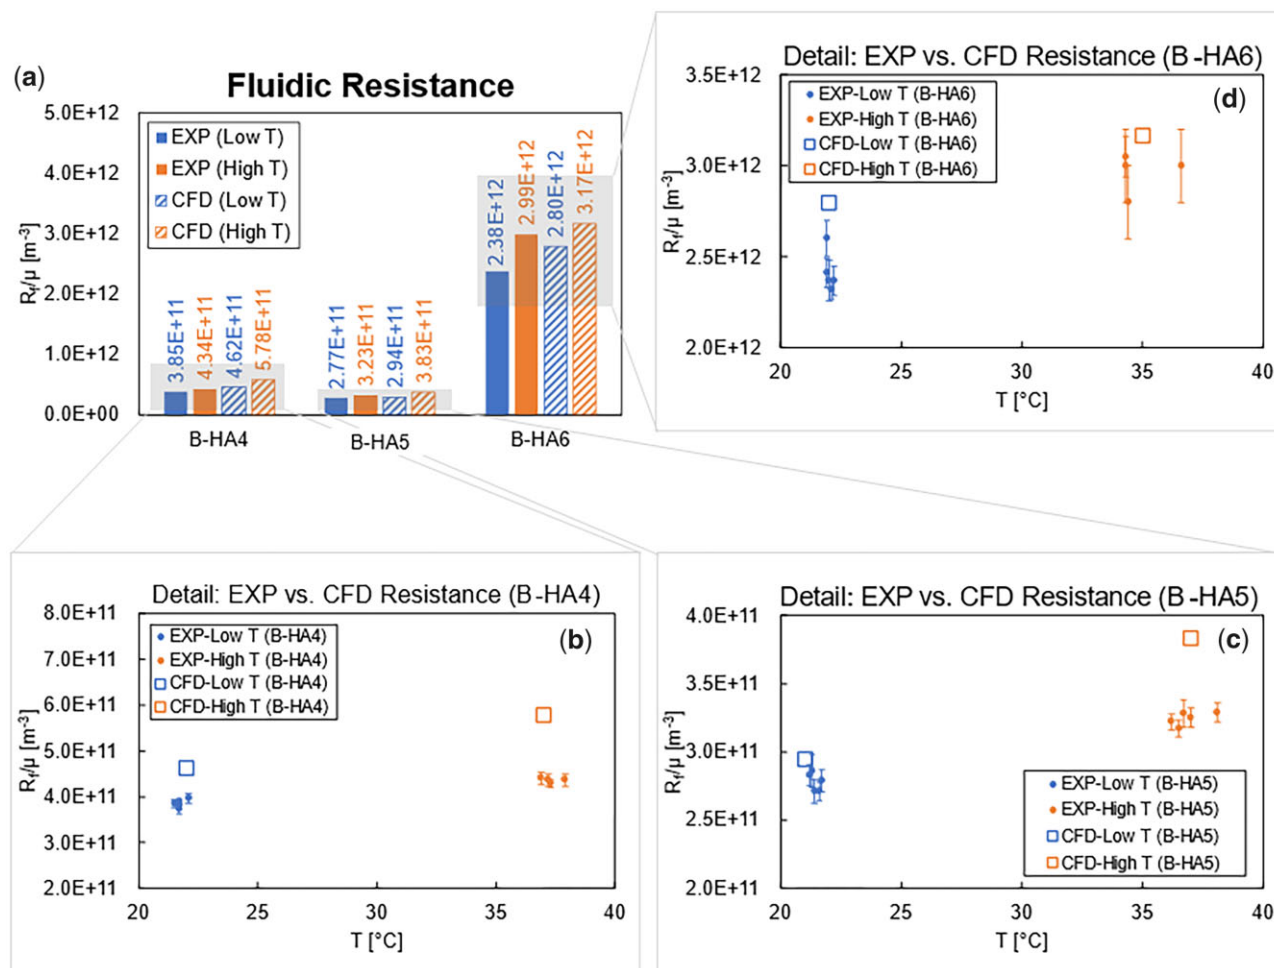 (a)
Fluidic Resistance
Rf/μ [m-3]
5.0E+12
4.0E+12
3.0E+12
2.0E+12
1.0E+12
0.0E+00
EXP (Low T)
EXP (High T)
CFD (Low T)
CFD (High T)
3.85E+11
4.34E+11
4.62E+11
5.78E+11
2.77E+11
3.23E+11
2.94E+11
3.83E+11
2.38E+12
2.99E+12
2.80E+12
3.17E+12
B-HA4
B-HA5
B-HA6
Detail: EXP vs. CFD Resistance (B-HA6)
(d)
Rf/μ [m-3]
3.5E+12
3.0E+12
2.5E+12
2.0E+12
EXP-Low T (B-HA6)
EXP-High T (B-HA6)
CFD-Low T (B-HA6)
CFD-High T (B-HA6)
20 25 30 35 40
T [°C]
Detail: EXP vs. CFD Resistance (B-HA4)
(b)
Rf/μ [m-3]
8.0E+11
7.0E+11
6.0E+11
5.0E+11
4.0E+11
3.0E+11
2.0E+11
EXP-Low T (B-HA4)
EXP-High T (B-HA4)
CFD-Low T (B-HA4)
CFD-High T (B-HA4)
20 25 30 35 40
T [°C]
Detail: EXP vs. CFD Resistance (B-HA5)
(c)
Rf/μ [m-3]
4.0E+11
3.5E+11
3.0E+11
2.5E+11
2.0E+11
EXP-Low T (B-HA5)
EXP-High T (B-HA5)
CFD-Low T (B-HA5)
CFD-High T (B-HA5)
20 25 30 35 40
T [°C]